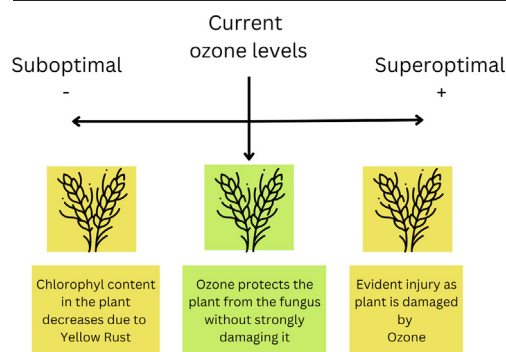 Current
ozone levels
Suboptimal
-
Superoptimal
+
Chlorophyl content
in the plant
decreases due to
Yellow Rust
Ozone protects the
plant from the fungus
without strongly
damaging it
Evident injury as
plant is damaged
by
Ozone